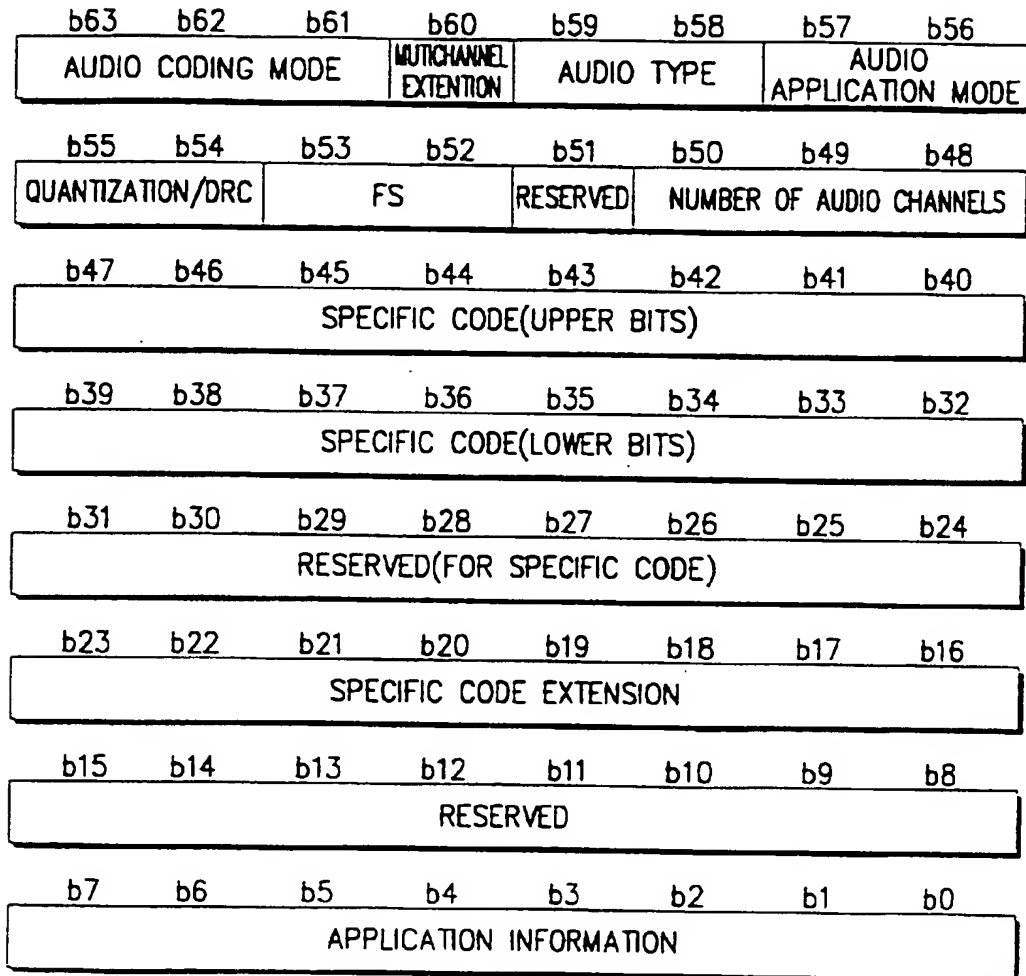 b63 b62 b61 b60 b59 b58 b57 b56
AUDIO CODING MODE MUTICHANNEL EXTENTION AUDIO TYPE AUDIO APPLICATION MODE
b55 b54 b53 b52 b51 b50 b49 b48
QUANTIZATION/DRC FS RESERVED NUMBER OF AUDIO CHANNELS
b47 b46 b45 b44 b43 b42 b41 b40
SPECIFIC CODE(UPPER BITS)
b39 b38 b37 b36 b35 b34 b33 b32
SPECIFIC CODE(LOWER BITS)
b31 b30 b29 b28 b27 b26 b25 b24
RESERVED(FOR SPECIFIC CODE)
b23 b22 b21 b20 b19 b18 b17 b16
SPECIFIC CODE EXTENSION
b15 b14 b13 b12 b11 b10 b9 b8
RESERVED
b7 b6 b5 b4 b3 b2 b1 b0
APPLICATION INFORMATION